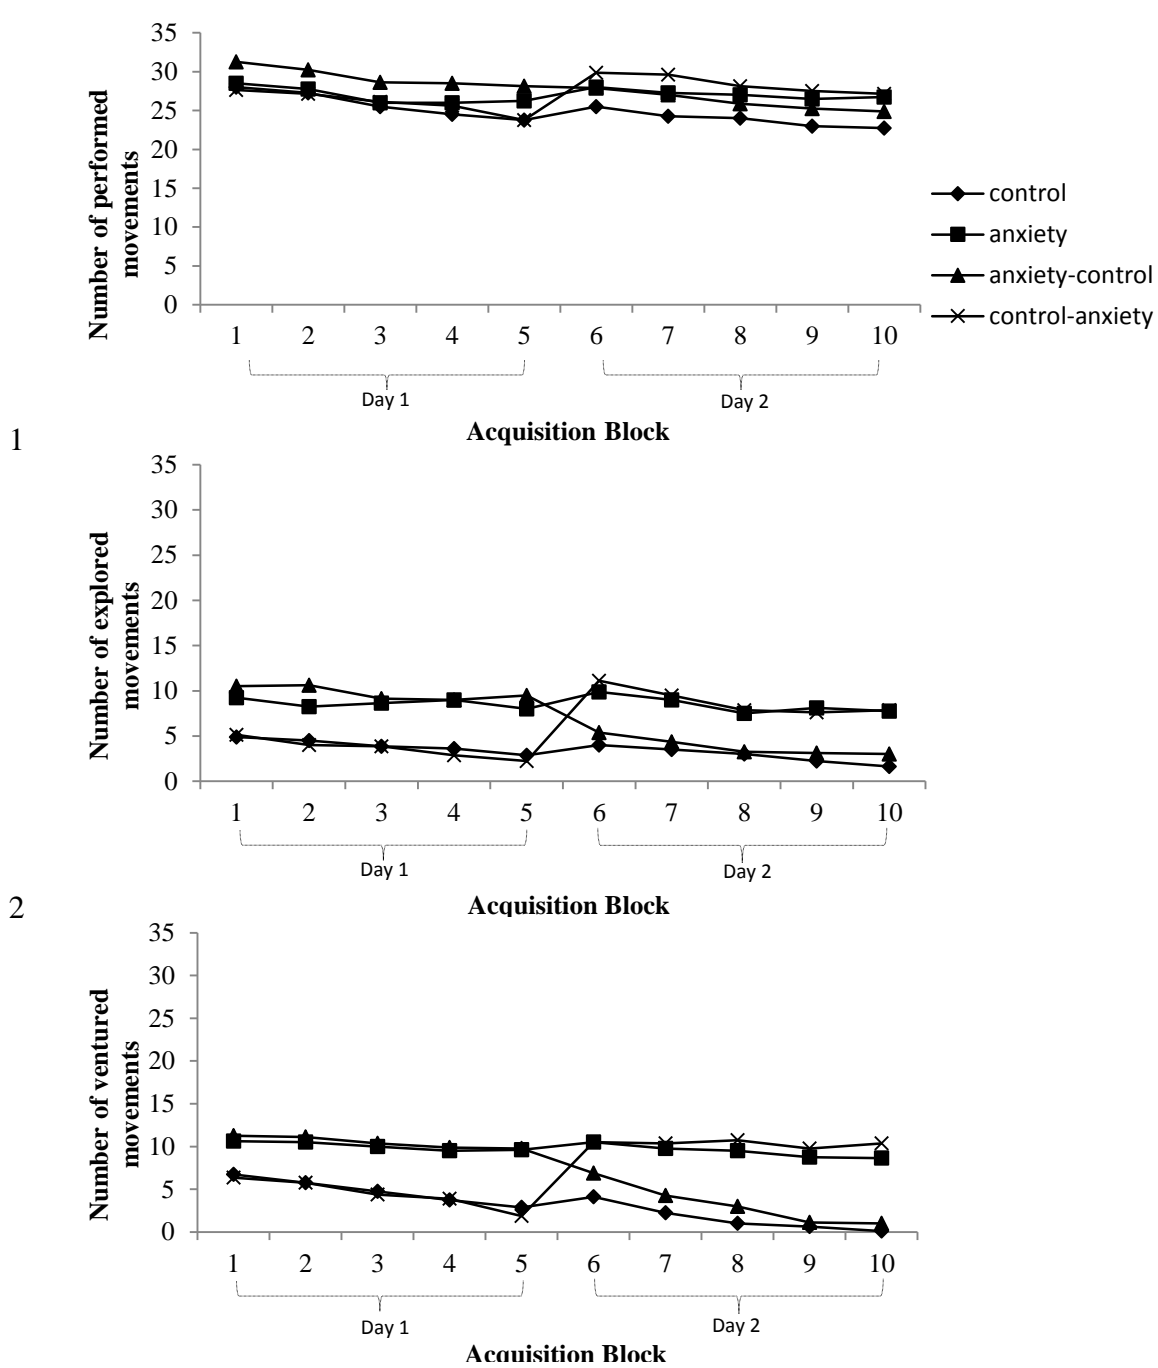 35
30
25
20
15
10
5
0
Number of performed
movements
1 2 3 4 5 6 7 8 9 10
Day 1 Day 2
Acquisition Block
control
anxiety
anxiety-control
control-anxiety
1
35
30
25
20
15
10
5
0
Number of explored
movements
1 2 3 4 5 6 7 8 9 10
Day 1 Day 2
Acquisition Block
2
35
30
25
20
15
10
5
0
Number of ventured
movements
1 2 3 4 5 6 7 8 9 10
Day 1 Day 2
Acquisition Block